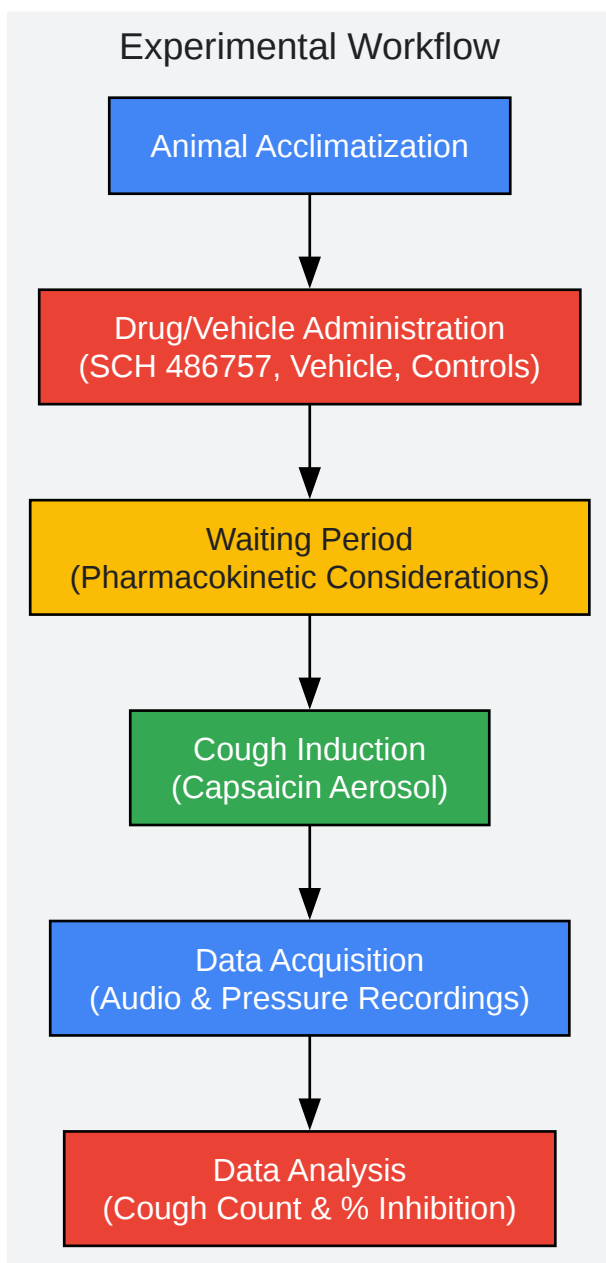 Experimental Workflow
Animal Acclimatization
Drug/Vehicle Administration
(SCH 486757, Vehicle, Controls)
Waiting Period
(Pharmacokinetic Considerations)
Cough Induction
(Capsaicin Aerosol)
Data Acquisition
(Audio & Pressure Recordings)
Data Analysis
(Cough Count & % Inhibition)